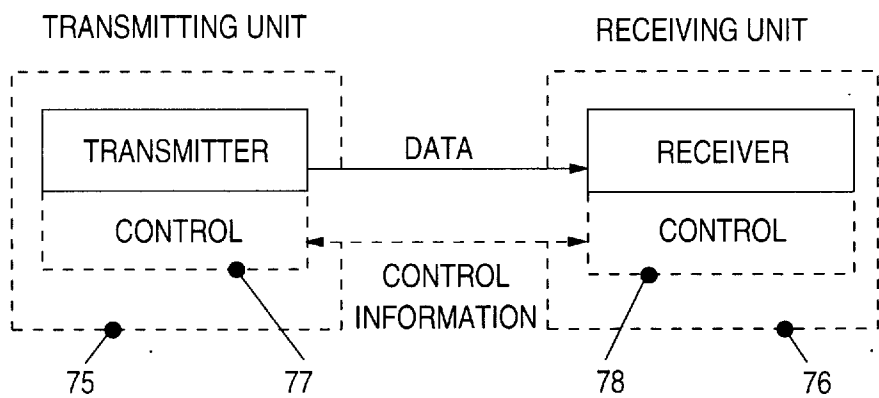 TRANSMITTING UNIT
RECEIVING UNIT
TRANSMITTER
DATA
RECEIVER
CONTROL
CONTROL
CONTROL
INFORMATION
75
77
78
76